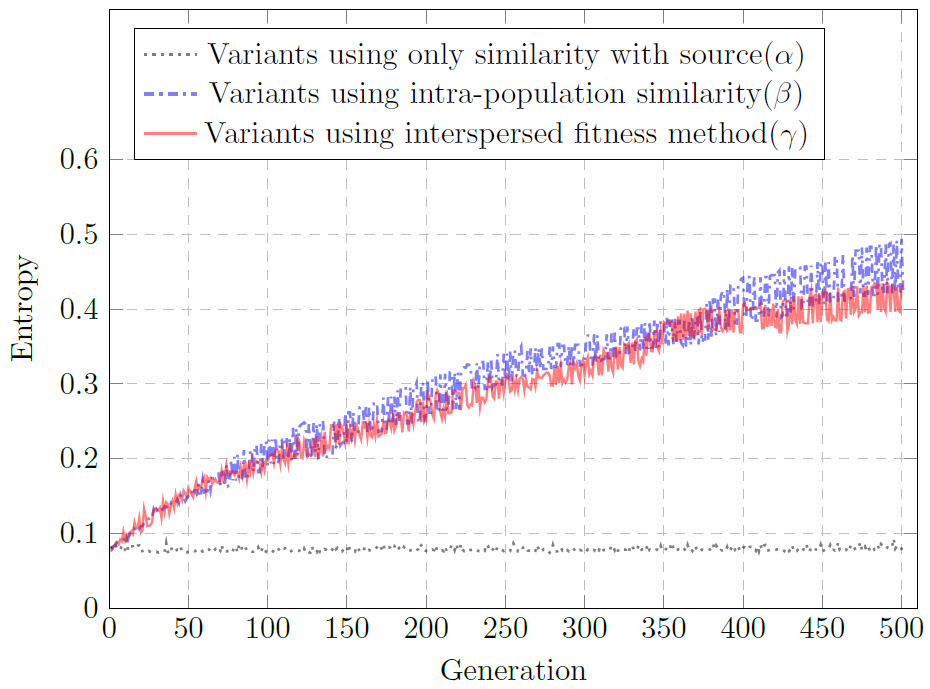 Variants using only similarity with source(α)
Variants using intra-population similarity(β)
Variants using interspersed fitness method(γ)
Entropy
0.6
0.5
0.4
0.3
0.2
0.1
0
0 50 100 150 200 250 300 350 400 450 500
Generation